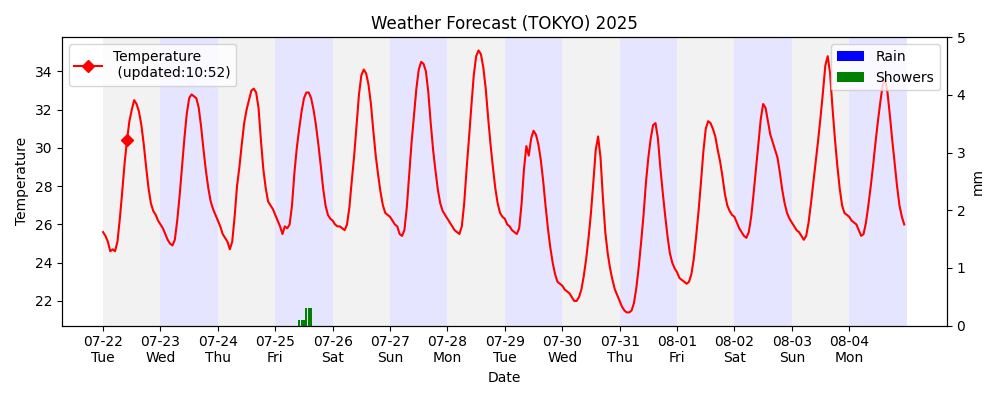 Weather Forecast (TOKYO) 2025
Temperature
(updated:10:52)
Rain
Showers
Temperature
34
32
30
28
26
24
22
5
4
3
2
1
0
mm
07-22 07-23 07-24 07-25 07-26 07-27 07-28 07-29 07-30 07-31 08-01 08-02 08-03 08-04
Tue Wed Thu Fri Sat Sun Mon Tue Wed Thu Fri Sat Sun Mon
Date